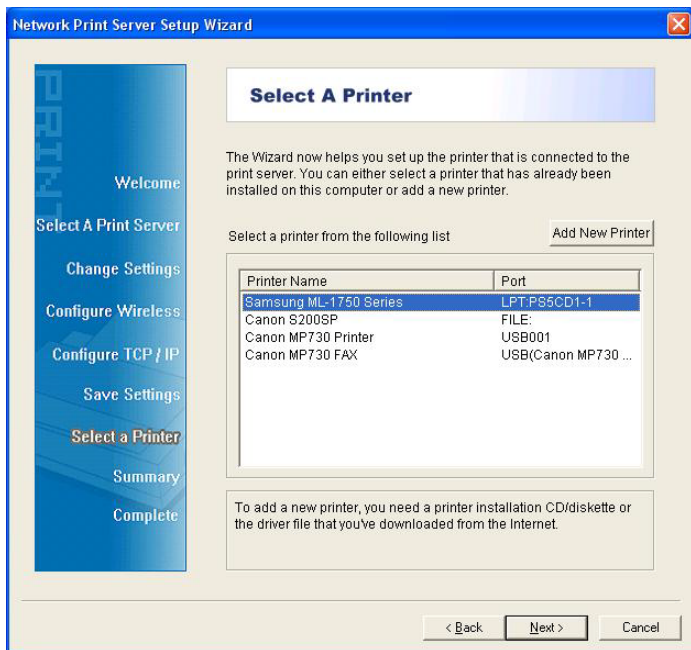 Network Print Server Setup Wizard
PRINT
Welcome
Select A Print Server
Change Settings
Configure Wireless
Configure TCP / IP
Save Settings
Select a Printer
Summary
Complete
Select A Printer
The Wizard now helps you set up the printer that is connected to the
print server. You can either select a printer that has already been
installed on this computer or add a new printer.
Select a printer from the following list
Add New Printer
Printer Name Port
Samsung ML-1750 Series LPT:PS5CD1-1
Canon S200SP FILE:
Canon MP730 Printer USB001
Canon MP730 FAX USB(Canon MP730 ...
To add a new printer, you need a printer installation CD/diskette or
the driver file that you've downloaded from the Internet.
< Back Next > Cancel